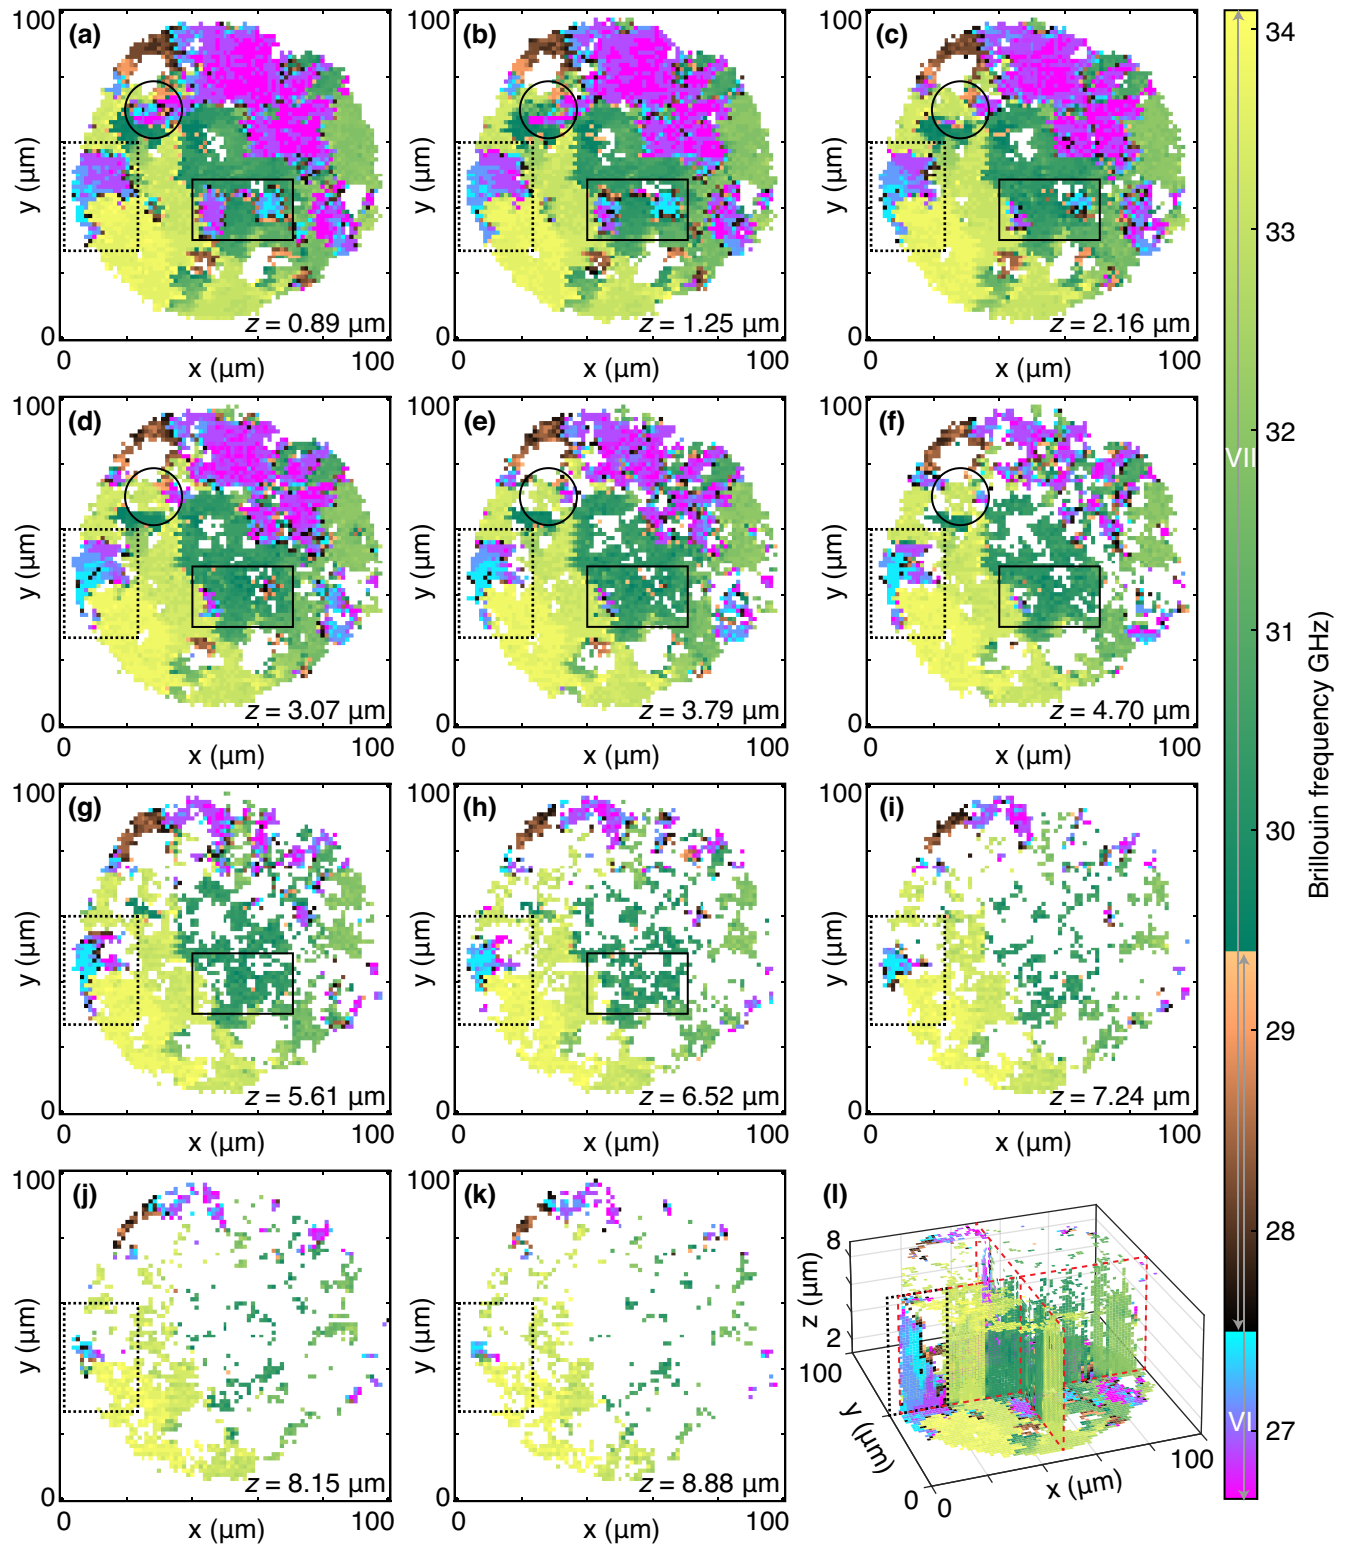 100
(a)
y (µm)
z = 0.89 µm
0
0
100
x (µm)
100
(b)
y (µm)
z = 1.25 µm
0
0
100
x (µm)
100
(c)
y (µm)
z = 2.16 µm
0
0
100
x (µm)
100
(d)
y (µm)
z = 3.07 µm
0
0
100
x (µm)
100
(e)
y (µm)
z = 3.79 µm
0
0
100
x (µm)
100
(f)
y (µm)
z = 4.70 µm
0
0
100
x (µm)
100
(g)
y (µm)
z = 5.61 µm
0
0
100
x (µm)
100
(h)
y (µm)
z = 6.52 µm
0
0
100
x (µm)
100
(i)
y (µm)
z = 7.24 µm
0
0
100
x (µm)
100
(j)
y (µm)
z = 8.15 µm
0
0
100
x (µm)
100
(k)
y (µm)
z = 8.88 µm
0
0
100
x (µm)
(l)
8
z (µm)
2
100
y (µm)
0
0
x (µm)
100
34
33
32
VII
31
30
29
28
VI
27
Brillouin frequency GHz)